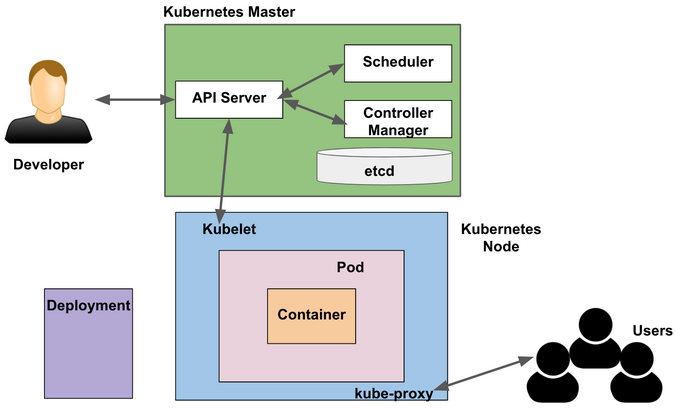 Kubernetes Master
Scheduler
API Server
Controller
Manager
Developer
etcd
Kubelet
Kubernetes
Node
Pod
Deployment
Container
Users
kube-proxy